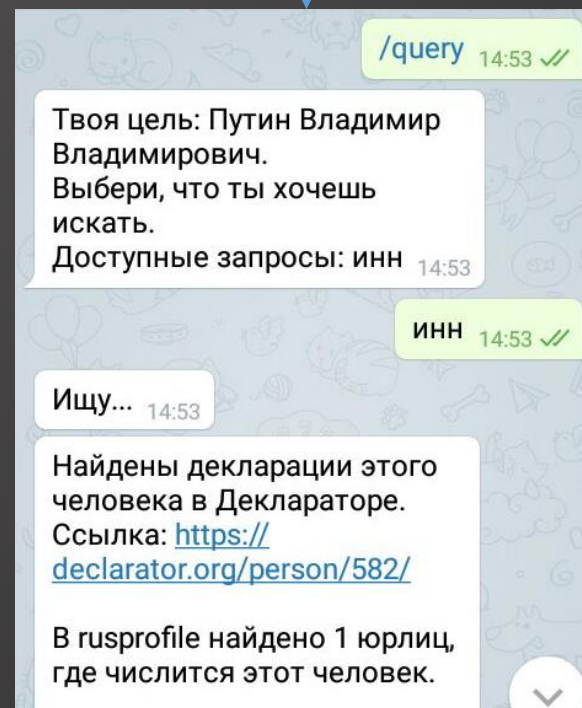 /query 14:53
Твоя цель: Путин Владимир
Владимирович.
Выбери, что ты хочешь
искать.
Доступные запросы: инн 14:53
инн 14:53
Ищу... 14:53
Найдены декларации этого
человека в Деклараторе.
Ссылка: https://
declarator.org/person/582/
В rusprofile найдено 1 юрлиц,
где числится этот человек.